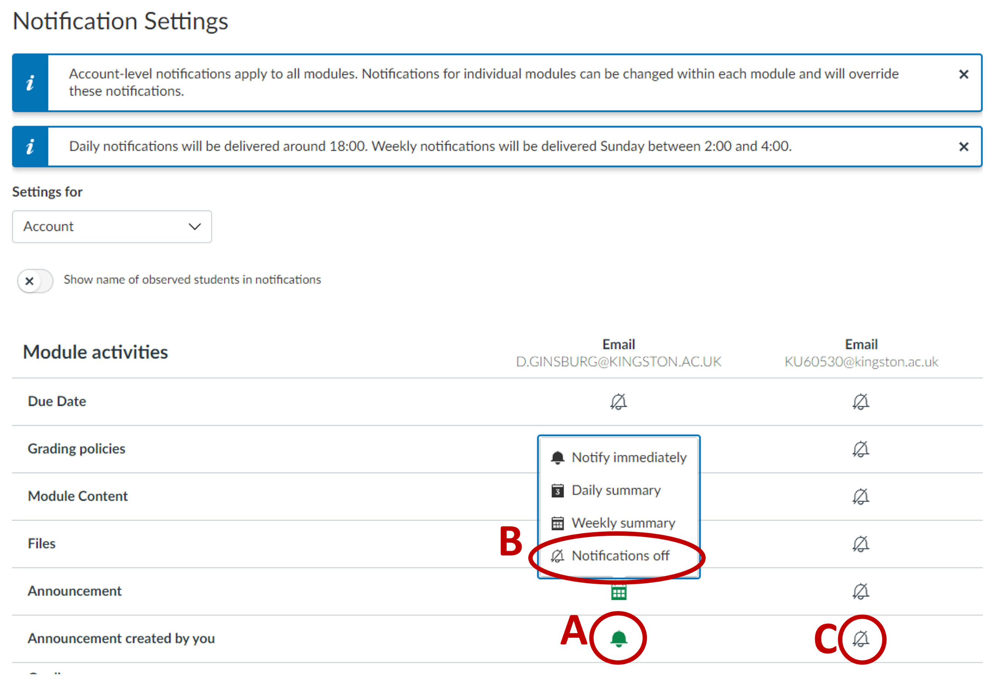 Notification Settings
Account-level notifications apply to all modules. Notifications for individual modules can be changed within each module and will override
these notifications.
Daily notifications will be delivered around 18:00. Weekly notifications will be delivered Sunday between 2:00 and 4:00.
Settings for
Account
Show name of observed students in notifications
Module activities
Email
D.GINSBURG@KINGSTON.AC.UK
Email
KU60530@kingston.ac.uk
Due Date
Grading policies
Notify immediately
Daily summary
Module Content
Weekly summary
B
Files
Notifications off
Announcement
A
C
Announcement created by you